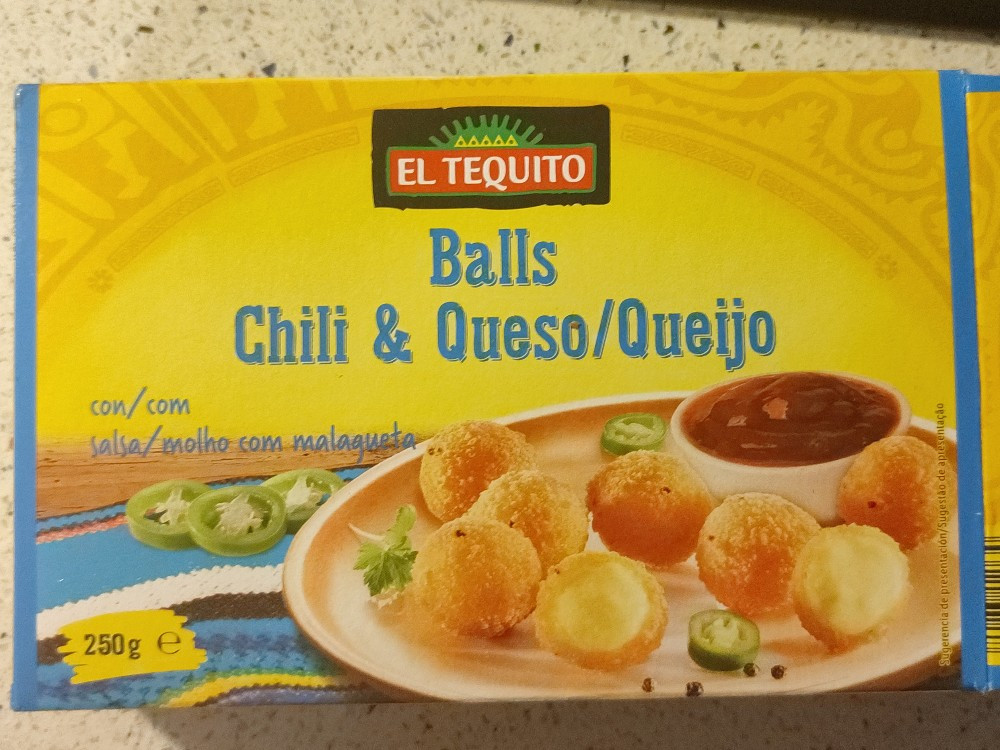 EL TEQUITO
Balls
Chili & Queso/Queijo
con/com
salsa/molho com malagueta
250g e
Sugerencia de presentación/Sugestão de apresentação